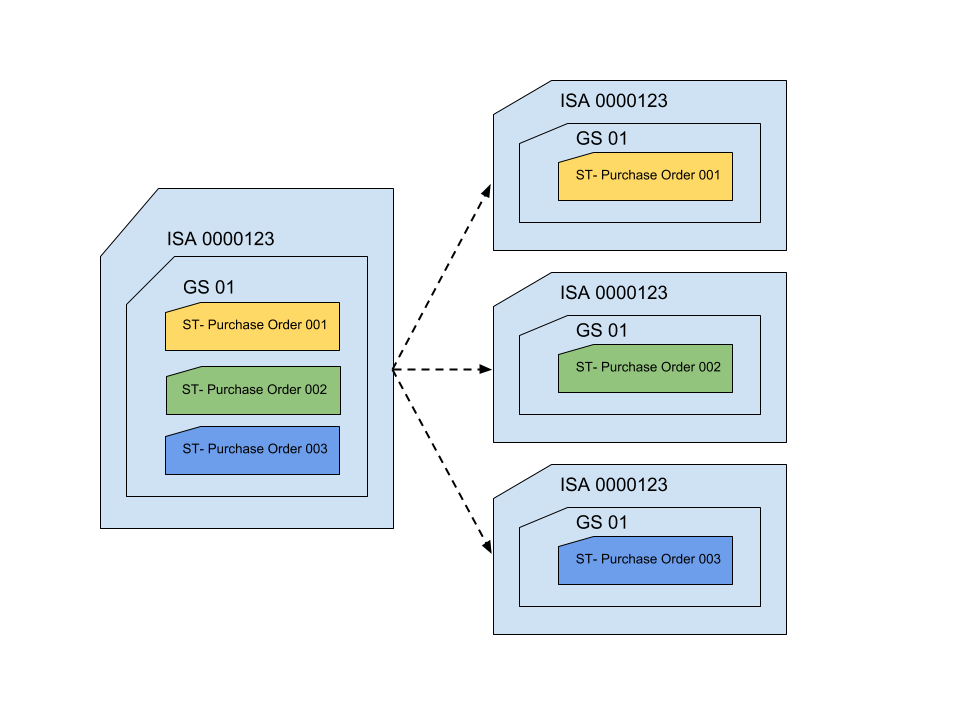 ISA 0000123
GS 01
ST- Purchase Order 001
ST- Purchase Order 002
ST- Purchase Order 003
ISA 0000123
GS 01
ST- Purchase Order 001
ISA 0000123
GS 01
ST- Purchase Order 002
ISA 0000123
GS 01
ST- Purchase Order 003